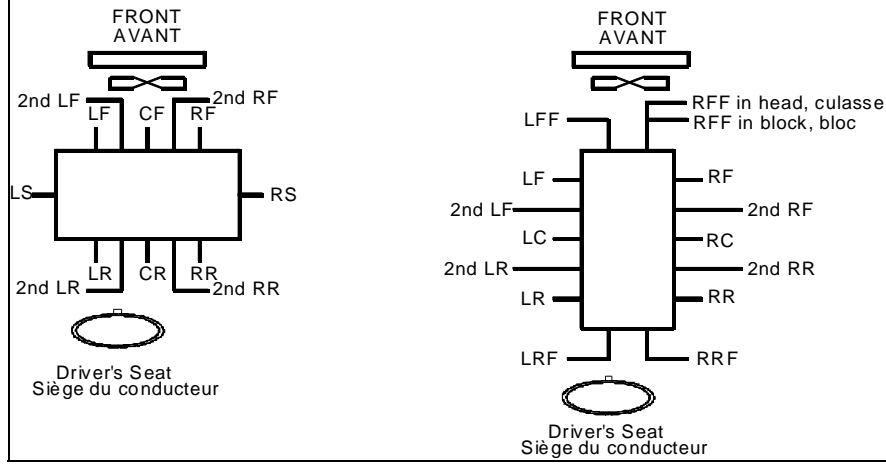 FRONT
AVANT
2nd LF
2nd RF
LF
CF
RF
LS
RS
LR
CR
RR
2nd LR
2nd RR
Driver's Seat
Siège du conducteur
FRONT
AVANT
RFF in head, culasse
LFF
RFF in block, bloc
LF
RF
2nd LF
2nd RF
LC
RC
2nd LR
2nd RR
LR
RR
LRF
RRF
Driver's Seat
Siège du conducteur